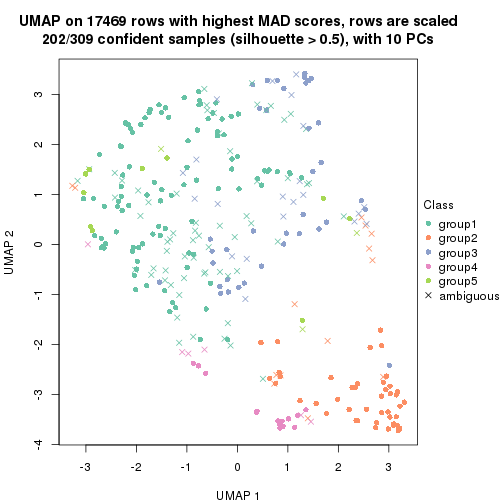 UMAP on 17469 rows with highest MAD scores, rows are scaled
202/309 confident samples (silhouette > 0.5), with 10 PCs
3
2
1
0
-1
-2
-3
-4
UMAP 2
-3
-2
-1
0
1
2
3
UMAP 1
Class
group1
group2
group3
group4
group5
ambiguous